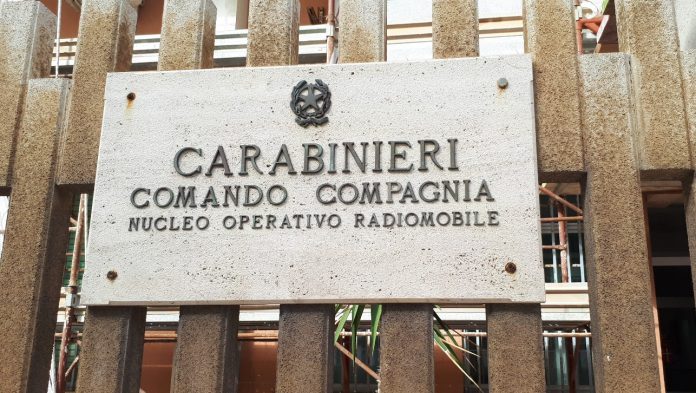 CARABINIERI
COMANDO COMPAGNIA
NUCLEO OPERATIVO RADIOMOBILE